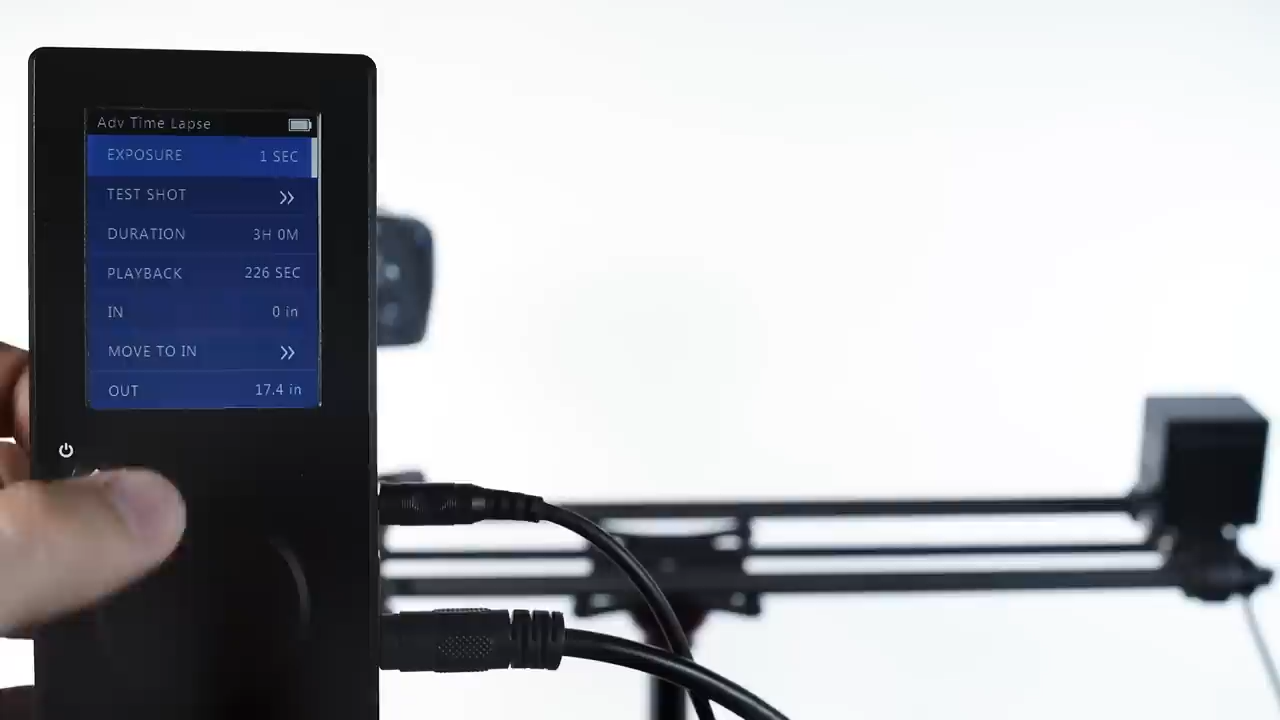 Adv Time Lapse
EXPOSURE 1 SEC
TEST SHOT »
DURATION 3H 0M
PLAYBACK 226 SEC
IN 0 in
MOVE TO IN »
OUT 17.4 in